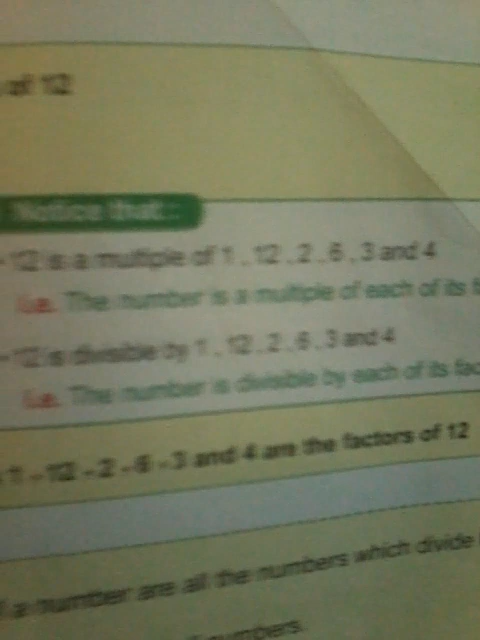 of 12
Notice that :
- 12 is a multiple of 1 , 12 , 2 , 6 , 3 and 4
i.e. The number is a multiple of each of its
- 12 is divisible by 1 , 12 , 2 , 6 , 3 and 4
i.e. The number is divisible by each of its fac
1 - 12 - 2 - 6 - 3 and 4 are the factors of 12
a number are all the numbers which divide
numbers.